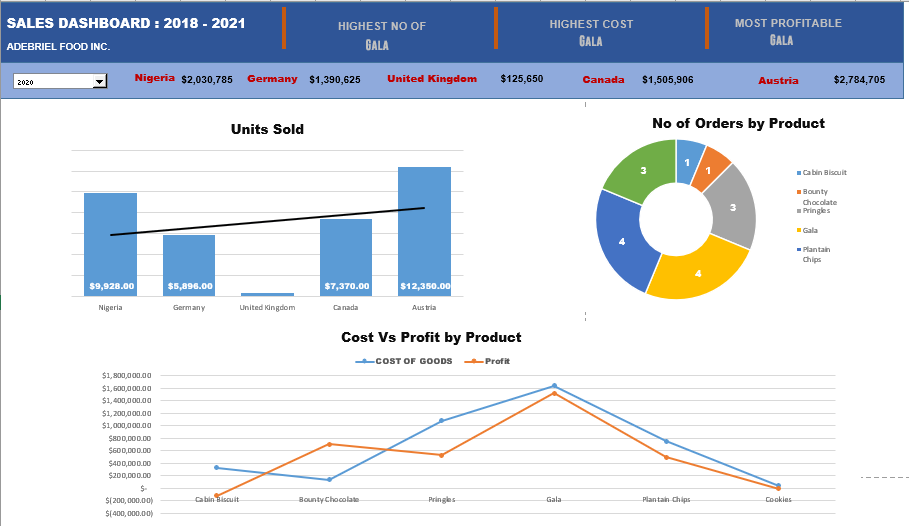 SALES DASHBOARD : 2018 - 2021
ADEBRIEL FOOD INC.
HIGHEST NO OF
GALA
HIGHEST COST
GALA
MOST PROFITABLE
GALA
2020
Nigeria $2,030,785 Germany $1,390,625 United Kingdom $125,650 Canada $1,505,906 Austria $2,784,705
Units Sold
$9,928.00 $5,896.00 $7,370.00 $12,350.00
Nigeria Germany United Kingdom Canada Austria
No of Orders by Product
1
1
3
4
4
3
Cabin Biscuit
Bounty
Chocolate
Pringles
Gala
Plantain
Chips
Cost Vs Profit by Product
COST OF GOODS Profit
$1,800,000.00
$1,600,000.00
$1,400,000.00
$1,200,000.00
$1,000,000.00
$800,000.00
$600,000.00
$400,000.00
$200,000.00
$-
$(200,000.00)
$(400,000.00)
Cabin Biscuit Bounty Chocolate Pringles Gala Plantain Chips Cookies